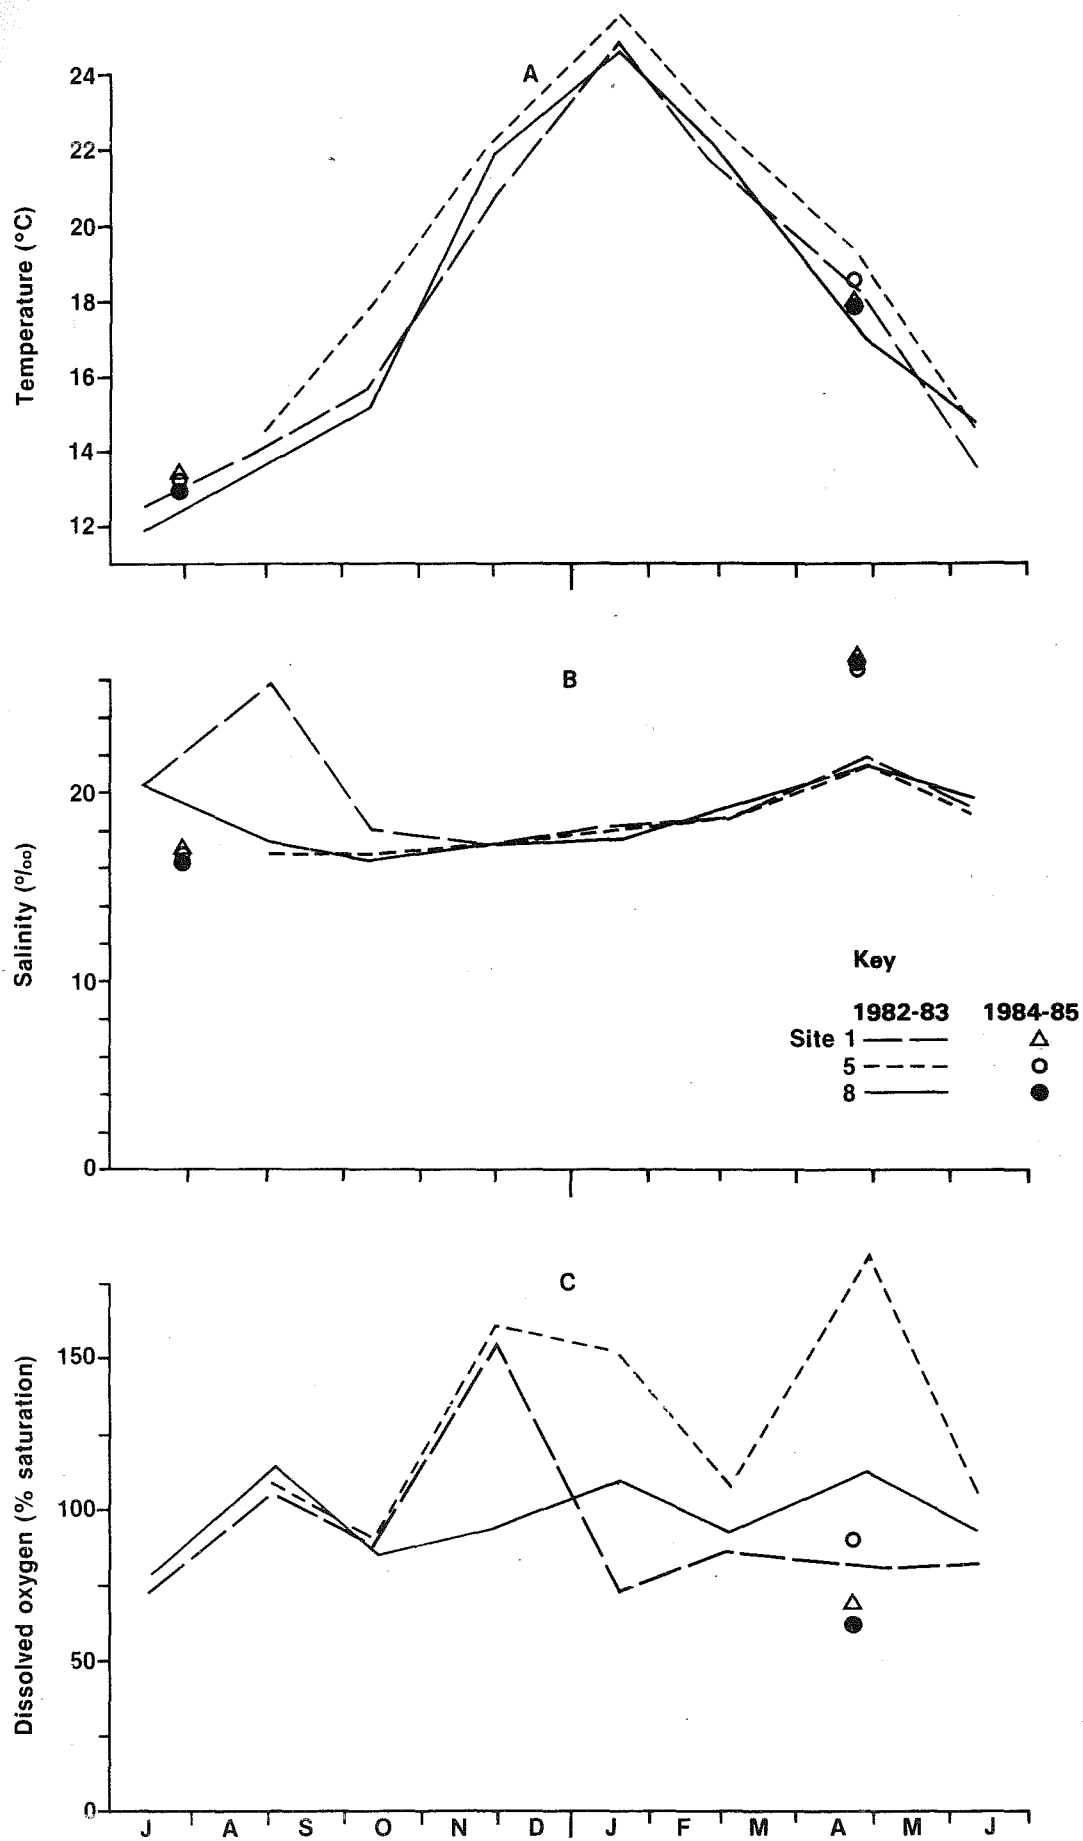 A
24
22
20
18
16
14
12
Temperature (°C)
B
20
10
0
Salinity (‰)
Key
1982-83 1984-85
Site 1
5
8
C
150
100
50
0
Dissolved oxygen (% saturation)
J A S O N D J F M A M J